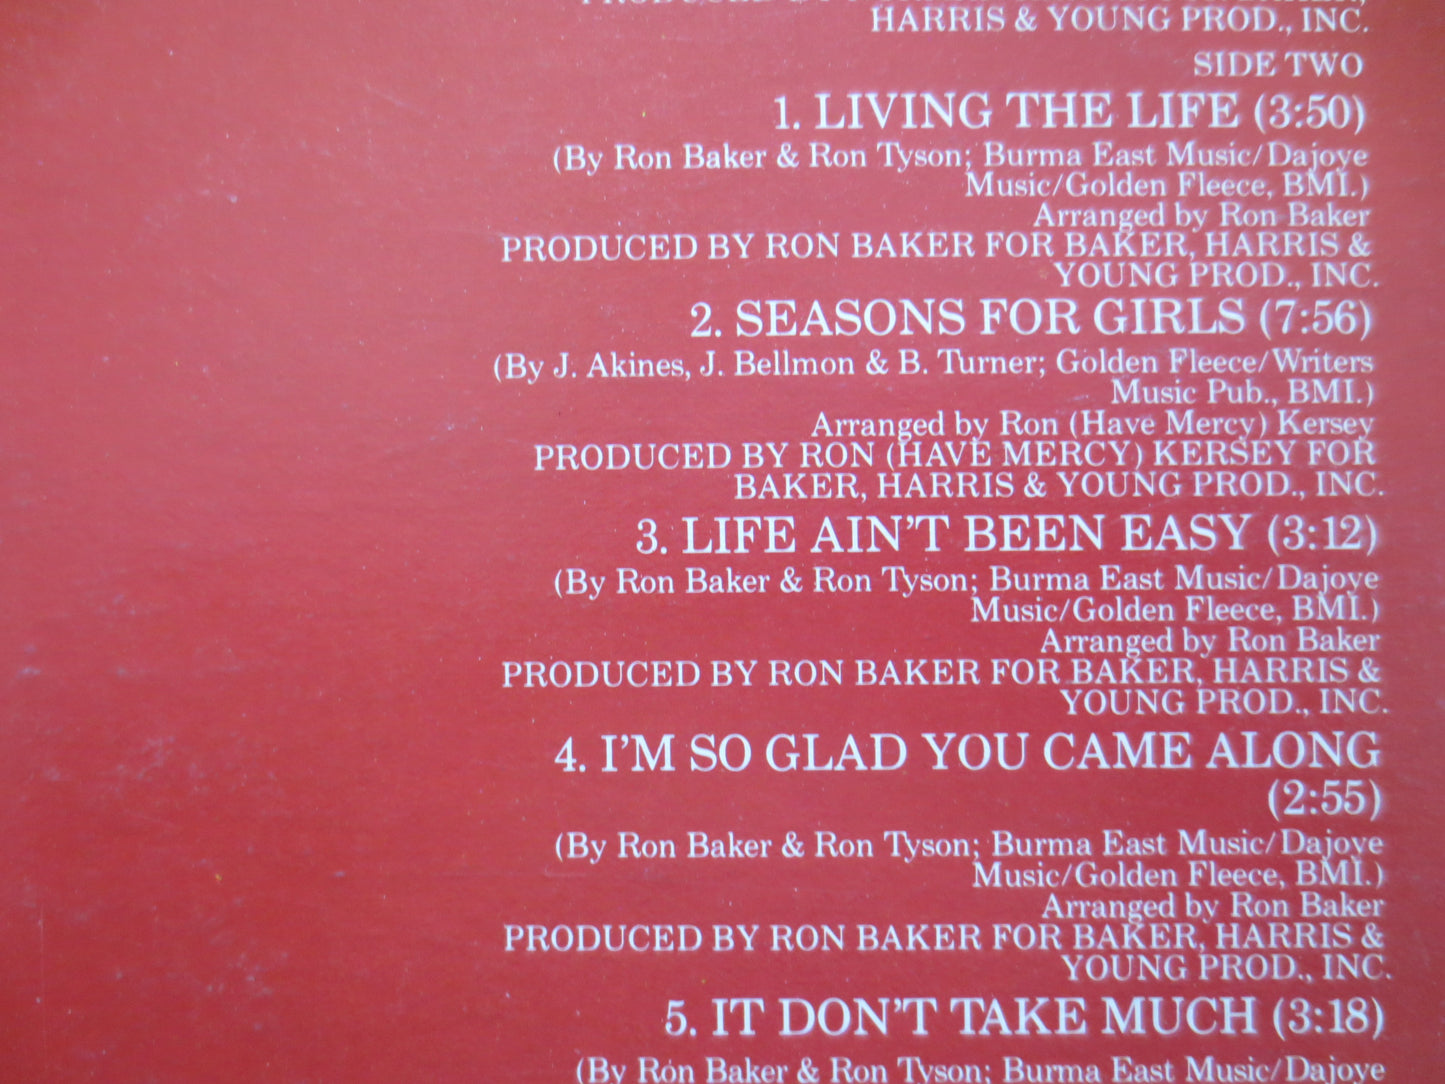 HARRIS & YOUNG PROD., INC.
SIDE TWO
1. LIVING THE LIFE (3:50)
(By Ron Baker & Ron Tyson; Burma East Music/Dajoye
Music/Golden Fleece, BMI.)
Arranged by Ron Baker
PRODUCED BY RON BAKER FOR BAKER, HARRIS &
YOUNG PROD., INC.
2. SEASONS FOR GIRLS (7:56)
(By J. Akines, J. Bellmon & B. Turner; Golden Fleece/Writers
Music Pub., BMI.)
Arranged by Ron (Have Mercy) Kersey
PRODUCED BY RON (HAVE MERCY) KERSEY FOR
BAKER, HARRIS & YOUNG PROD., INC.
3. LIFE AIN'T BEEN EASY (3:12)
(By Ron Baker & Ron Tyson; Burma East Music/Dajoye
Music/Golden Fleece, BMI.)
Arranged by Ron Baker
PRODUCED BY RON BAKER FOR BAKER, HARRIS &
YOUNG PROD., INC.
4. I'M SO GLAD YOU CAME ALONG
(2:55)
(By Ron Baker & Ron Tyson; Burma East Music/Dajoye
Music/Golden Fleece, BMI.)
Arranged by Ron Baker
PRODUCED BY RON BAKER FOR BAKER, HARRIS &
YOUNG PROD., INC.
5. IT DON'T TAKE MUCH (3:18)
(By Ron Baker & Ron Tyson; Burma East Music/Dajoye